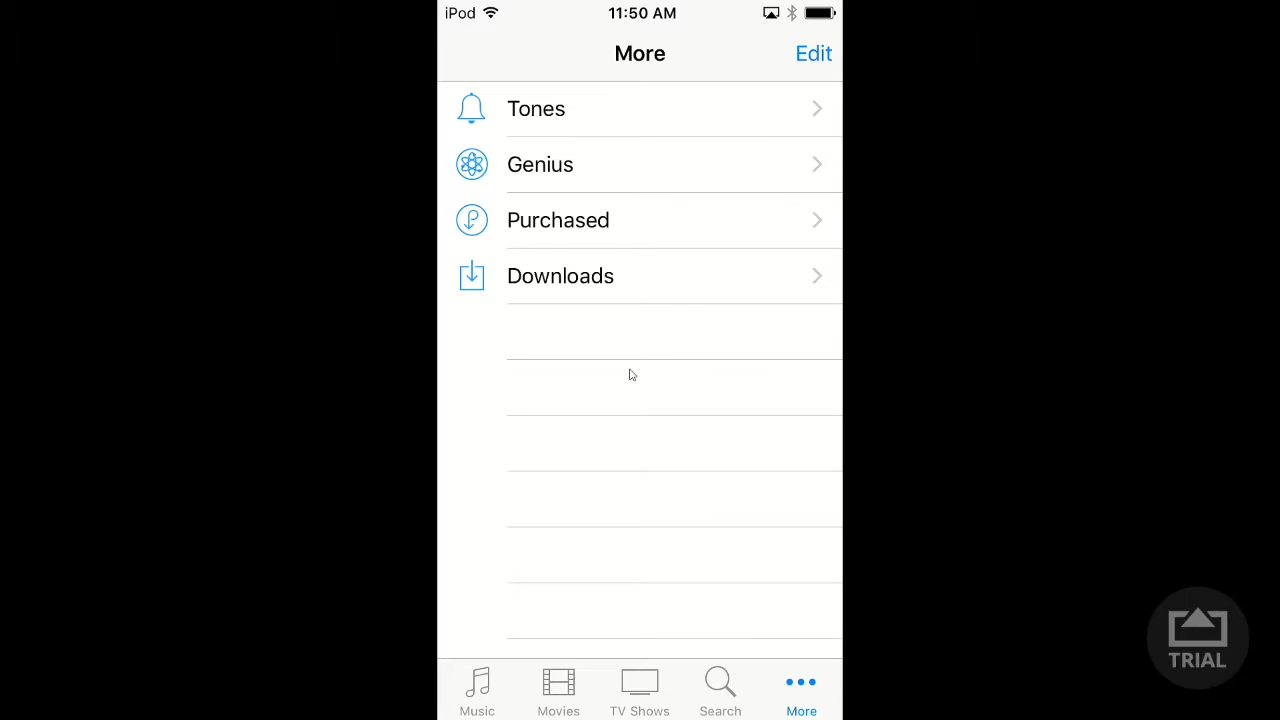 iPod 11:50 AM
More Edit
Tones
Genius
Purchased
Downloads
TRIAL
Music Movies TV Shows Search More